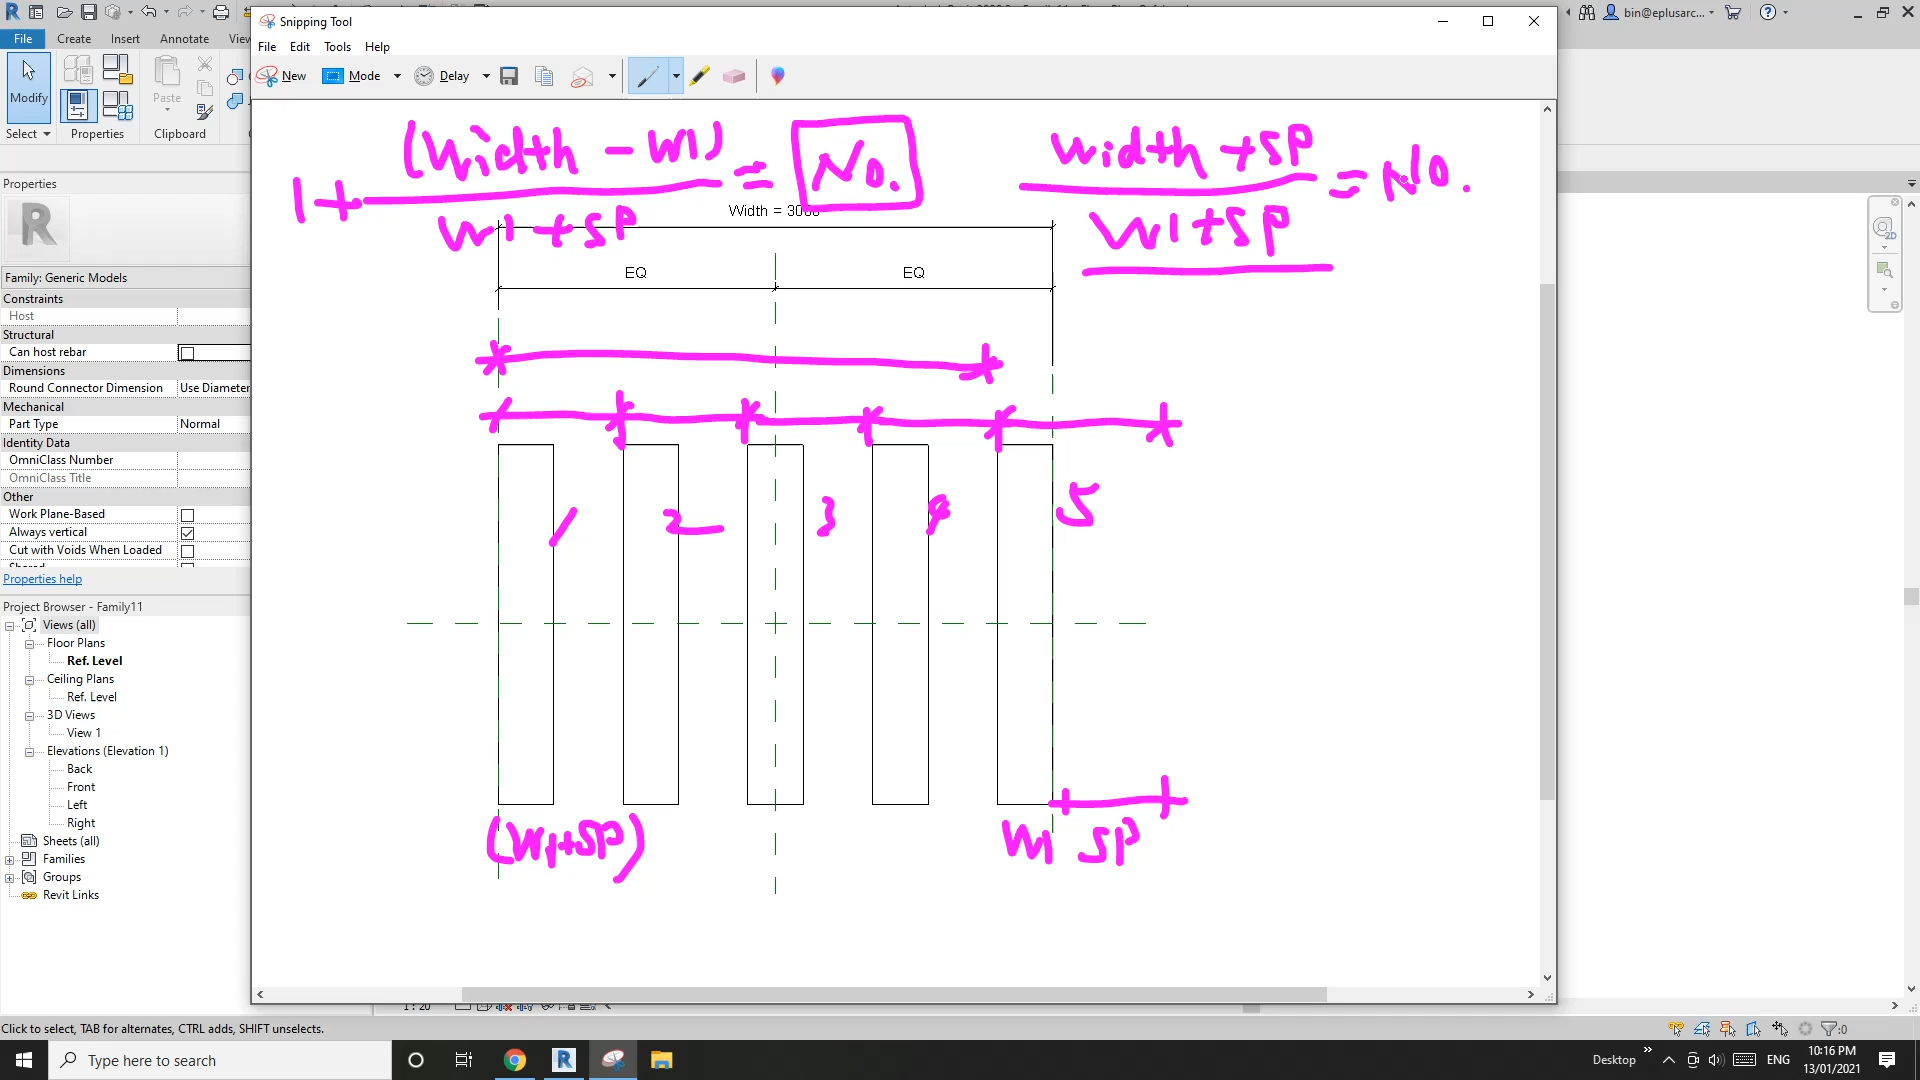 bin@eplusarc...
File
Create
Insert
Annotate
Modify
Select
Properties
Paste
Clipboard
Snipping Tool
File Edit Tools Help
New Mode Delay
Properties
Family: Generic Models
Constraints
Host
Structural
Can host rebar
Dimensions
Round Connector Dimension Use Diameter
Mechanical
Part Type Normal
Identity Data
OmniClass Number
OmniClass Title
Other
Work Plane-Based
Always vertical
Cut with Voids When Loaded
Shared
Properties help
Project Browser - Family11
Views (all)
Floor Plans
Ref. Level
Ceiling Plans
Ref. Level
3D Views
View 1
Elevations (Elevation 1)
Back
Front
Left
Right
Sheets (all)
Families
Groups
Revit Links
(Width - W1)
1+ = No.
W1 + SP
Width + SP
= No.
W1 + SP
EQ EQ
1 2 3 4 5
(W1+SP) W1 SP
1 : 20
Click to select, TAB for alternates, CTRL adds, SHIFT unselects.
:0
Type here to search
Desktop
ENG
10:16 PM
13/01/2021